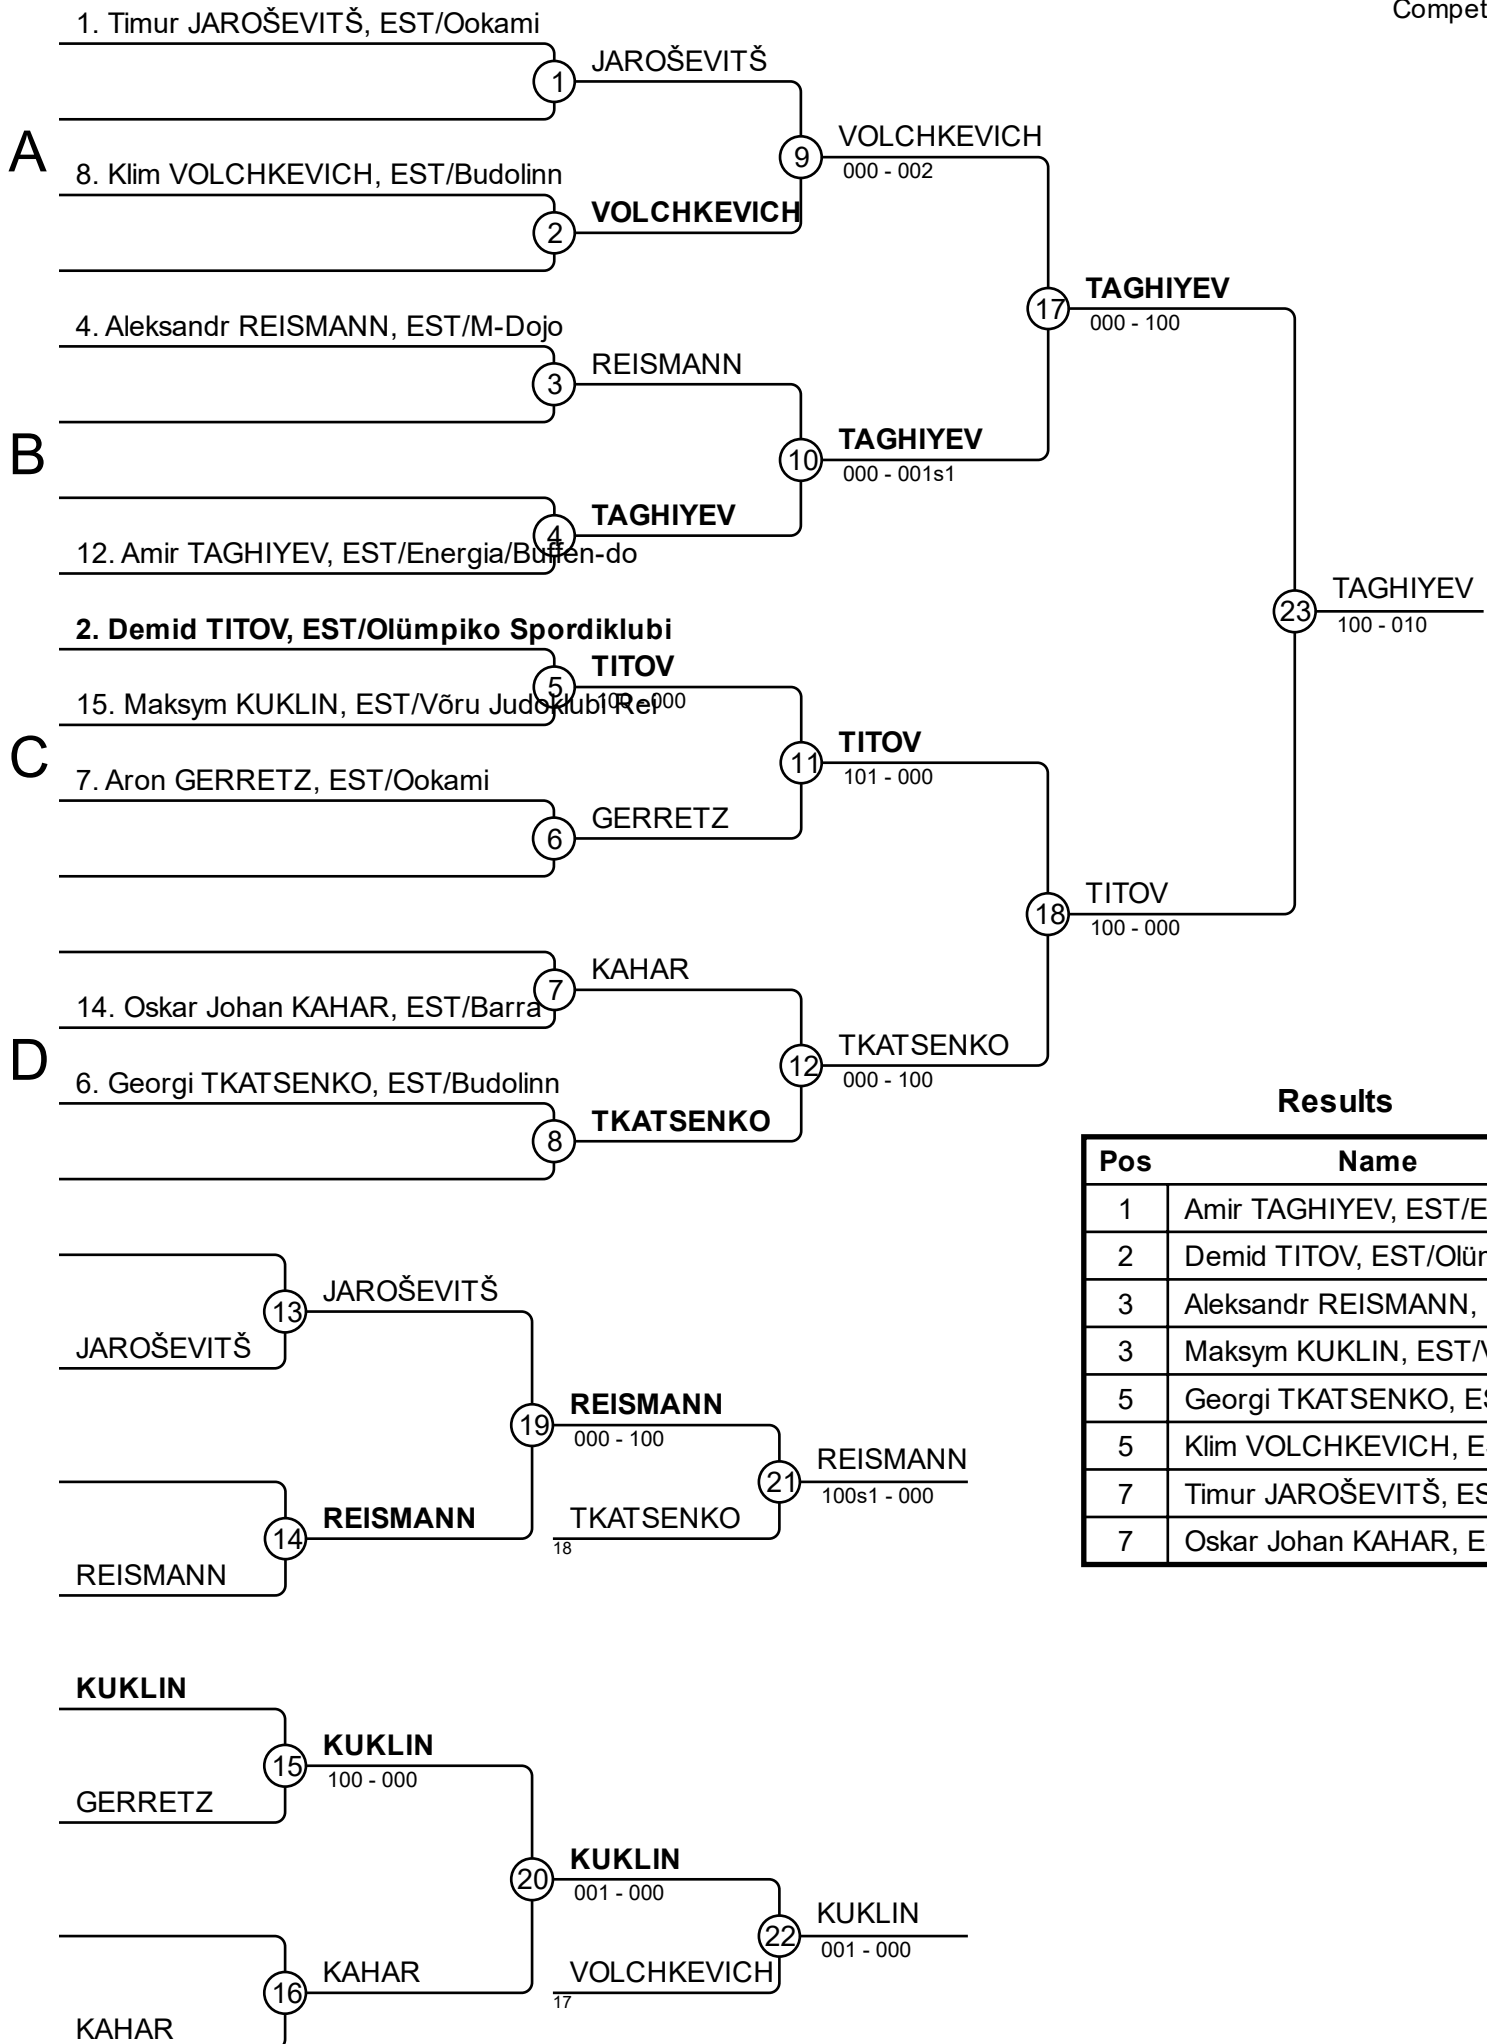 Compet
1. Timur JAROŠEVITŠ, EST/Ookami
1
JAROŠEVITŠ
A
8. Klim VOLCHKEVICH, EST/Budolinn
2
VOLCHKEVICH
9
VOLCHKEVICH
000 - 002
4. Aleksandr REISMANN, EST/M-Dojo
3
REISMANN
B
12. Amir TAGHIYEV, EST/Energia/Buffen-do
4
TAGHIYEV
10
TAGHIYEV
000 - 001s1
17
TAGHIYEV
000 - 100
2. Demid TITOV, EST/Olümpiko Spordiklubi
15. Maksym KUKLIN, EST/Võru Judoklubi Rei
5
TITOV
100 - 000
C
7. Aron GERRETZ, EST/Ookami
6
GERRETZ
11
TITOV
101 - 000
14. Oskar Johan KAHAR, EST/Barra
7
KAHAR
D
6. Georgi TKATSENKO, EST/Budolinn
8
TKATSENKO
12
TKATSENKO
000 - 100
18
TITOV
100 - 000
23
TAGHIYEV
100 - 010
Results
Pos Name
1 Amir TAGHIYEV, EST/E
2 Demid TITOV, EST/Olü
3 Aleksandr REISMANN,
3 Maksym KUKLIN, EST/V
5 Georgi TKATSENKO, ES
5 Klim VOLCHKEVICH, E
7 Timur JAROŠEVITŠ, ES
7 Oskar Johan KAHAR, E
13
JAROŠEVITŠ
JAROŠEVITŠ
14
REISMANN
REISMANN
19
REISMANN
000 - 100
TKATSENKO
18
21
REISMANN
100s1 - 000
KUKLIN
15
KUKLIN
100 - 000
GERRETZ
16
KAHAR
KAHAR
20
KUKLIN
001 - 000
VOLCHKEVICH
17
22
KUKLIN
001 - 000